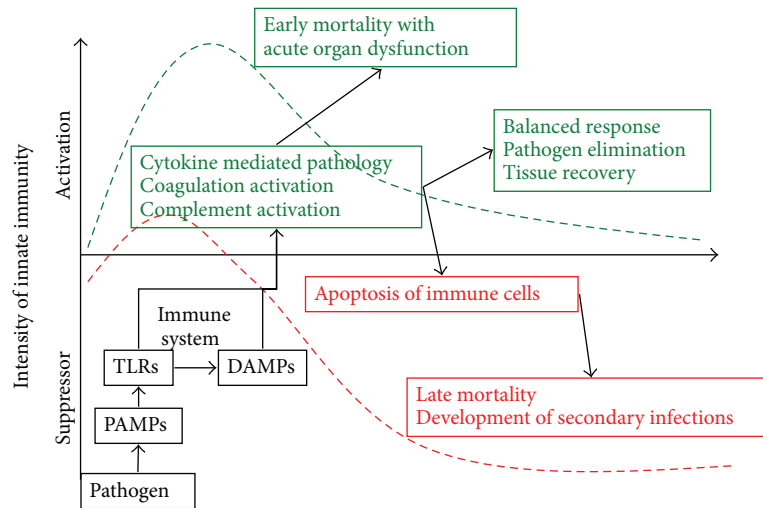 Early mortality with
acute organ dysfunction
Balanced response
Pathogen elimination
Tissue recovery
Cytokine mediated pathology
Coagulation activation
Complement activation
Activation
Intensity of innate immunity
Suppressor
Apoptosis of immune cells
Immune
system
TLRs
DAMPs
Late mortality
Development of secondary infections
PAMPs
Pathogen